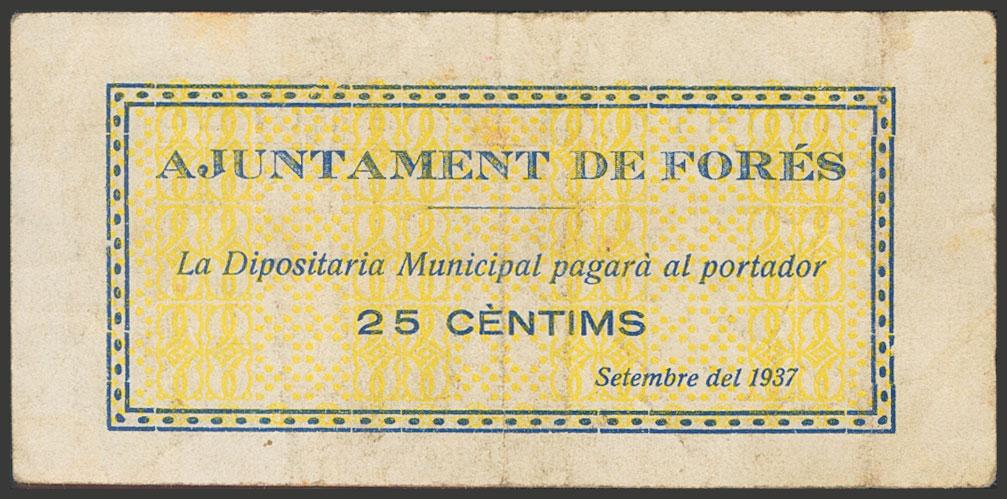 AJUNTAMENT DE FORÉS
La Dipositaria Municipal pagarà al portador
25 CÈNTIMS
Setembre del 1937